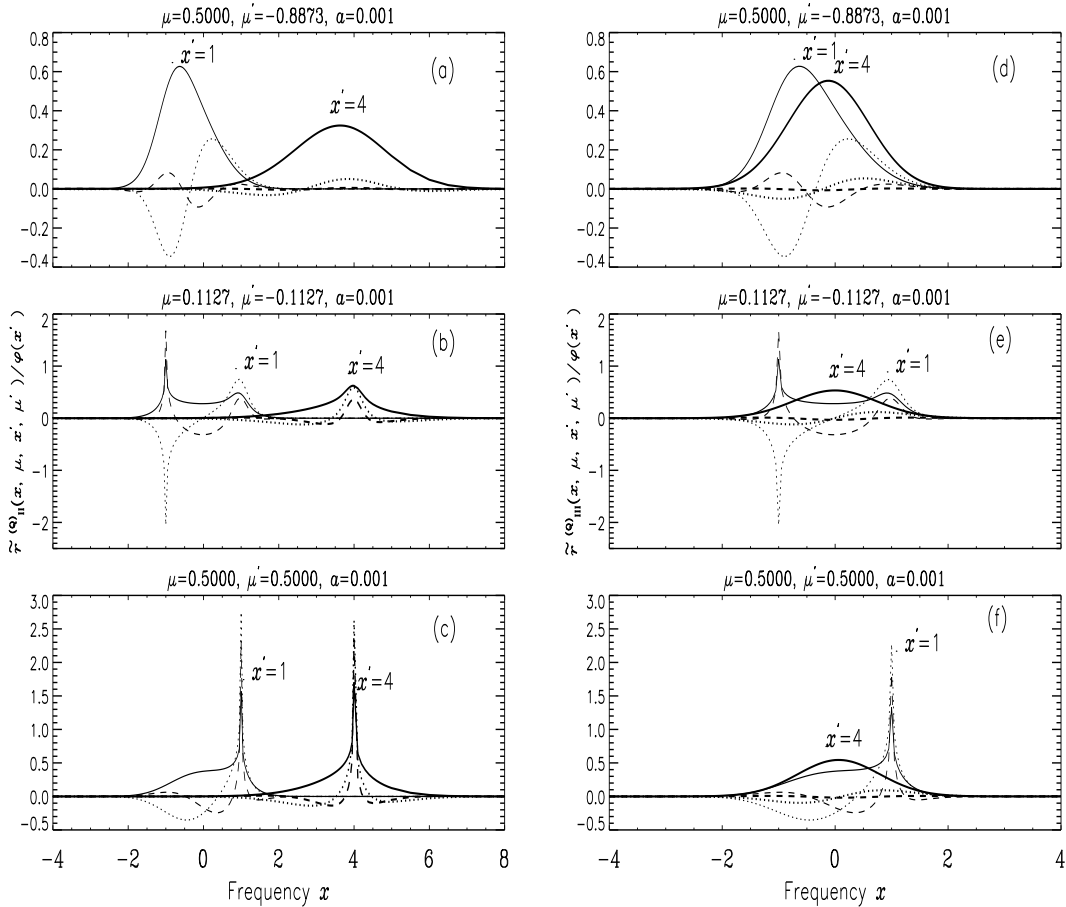 μ=0.5000, μ′=−0.8873, a=0.001
0.8
0.6
0.4
0.2
0.0
−0.2
−0.4
x′=1
x′=4
(a)
μ=0.1127, μ′=−0.1127, a=0.001
2
1
0
−1
−2
x′=1
x′=4
(b)
r̃^(Q)_II(x, μ, x′, μ′)/φ(x′)
μ=0.5000, μ′=0.5000, a=0.001
3.0
2.5
2.0
1.5
1.0
0.5
0.0
−0.5
x′=1
x′=4
(c)
−4 −2 0 2 4 6 8
Frequency x
μ=0.5000, μ′=−0.8873, a=0.001
0.8
0.6
0.4
0.2
0.0
−0.2
−0.4
x′=1
x′=4
(d)
μ=0.1127, μ′=−0.1127, a=0.001
2
1
0
−1
−2
x′=4
x′=1
(e)
r̃^(Q)_III(x, μ, x′, μ′)/φ(x′)
μ=0.5000, μ′=0.5000, a=0.001
3.0
2.5
2.0
1.5
1.0
0.5
0.0
−0.5
x′=4
x′=1
(f)
−4 −2 0 2 4
Frequency x